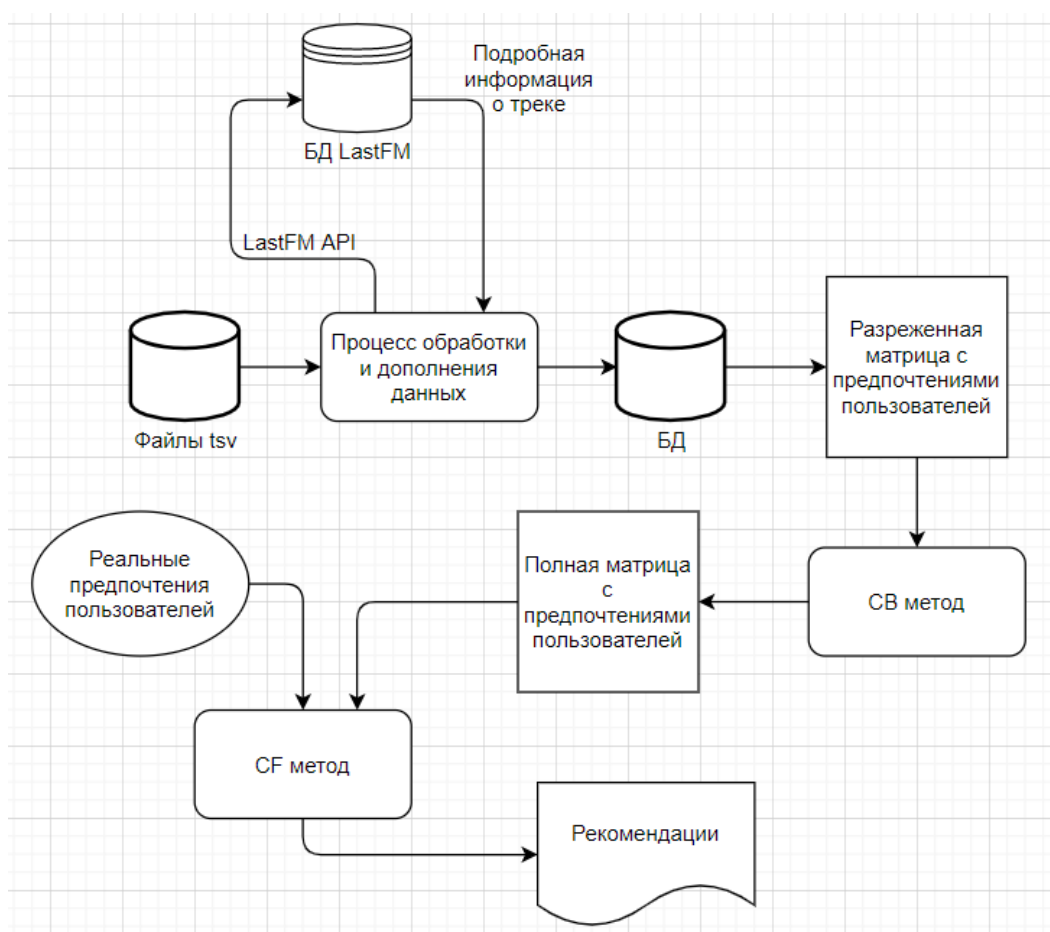 Подробная
информация
о треке
БД LastFM
LastFM API
Процесс обработки
и дополнения
данных
Файлы tsv
БД
Разреженная
матрица с
предпочтениями
пользователей
Реальные
предпочтения
пользователей
Полная матрица
с
предпочтениями
пользователей
CB метод
CF метод
Рекомендации